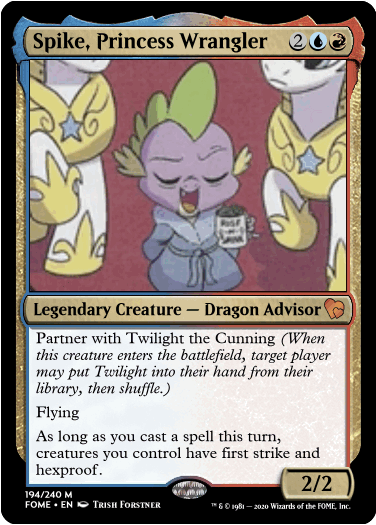 Spike, Princess Wrangler 2
Legendary Creature — Dragon Advisor
Partner with Twilight the Cunning (When
this creature enters the battlefield, target player
may put Twilight into their hand from their
library, then shuffle.)
Flying
As long as you cast a spell this turn,
creatures you control have first strike and
hexproof.
2/2
194/240 M
FOME • EN TRISH FORSTNER
™ & © 1981 — 2020 Wizards of the FOME, Inc.